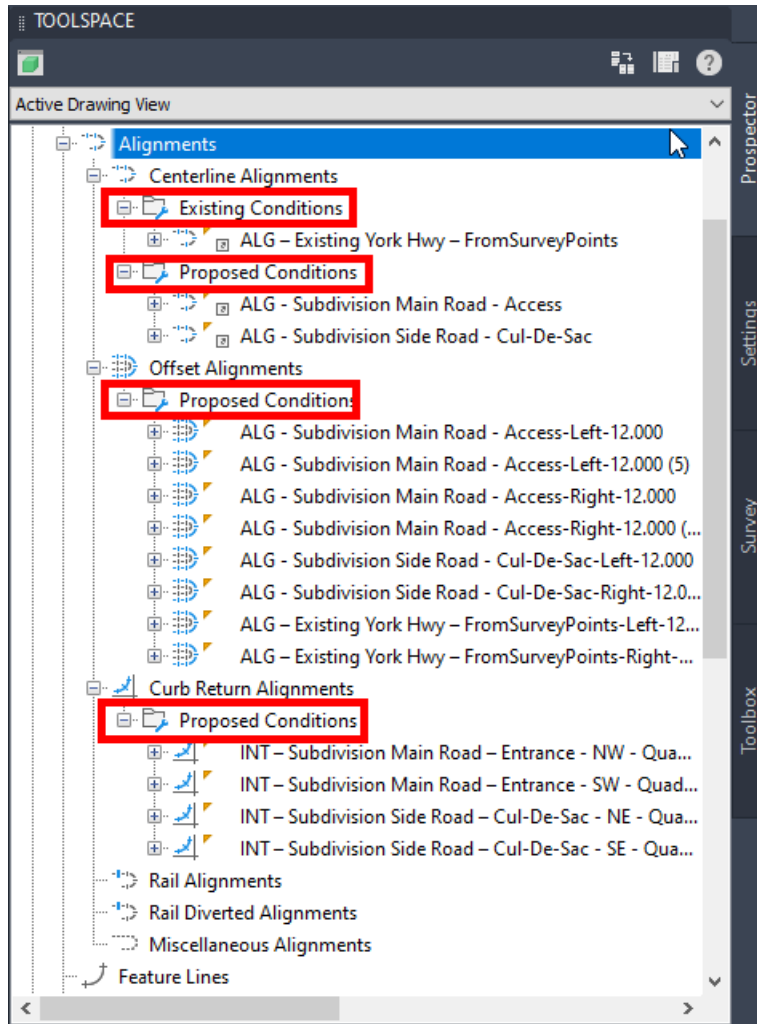 TOOLSPACE
Active Drawing View
Alignments
Centerline Alignments
Existing Conditions
ALG – Existing York Hwy – FromSurveyPoints
Proposed Conditions
ALG - Subdivision Main Road - Access
ALG - Subdivision Side Road - Cul-De-Sac
Offset Alignments
Proposed Conditions
ALG - Subdivision Main Road - Access-Left-12.000
ALG - Subdivision Main Road - Access-Left-12.000 (5)
ALG - Subdivision Main Road - Access-Right-12.000
ALG - Subdivision Main Road - Access-Right-12.000 (...
ALG - Subdivision Side Road - Cul-De-Sac-Left-12.000
ALG - Subdivision Side Road - Cul-De-Sac-Right-12.0...
ALG – Existing York Hwy – FromSurveyPoints-Left-12...
ALG – Existing York Hwy – FromSurveyPoints-Right-...
Curb Return Alignments
Proposed Conditions
INT – Subdivision Main Road – Entrance - NW - Qua...
INT – Subdivision Main Road – Entrance - SW - Quad...
INT – Subdivision Side Road – Cul-De-Sac - NE - Qua...
INT – Subdivision Side Road – Cul-De-Sac - SE - Qua...
Rail Alignments
Rail Diverted Alignments
Miscellaneous Alignments
Feature Lines
Prospector
Settings
Survey
Toolbox